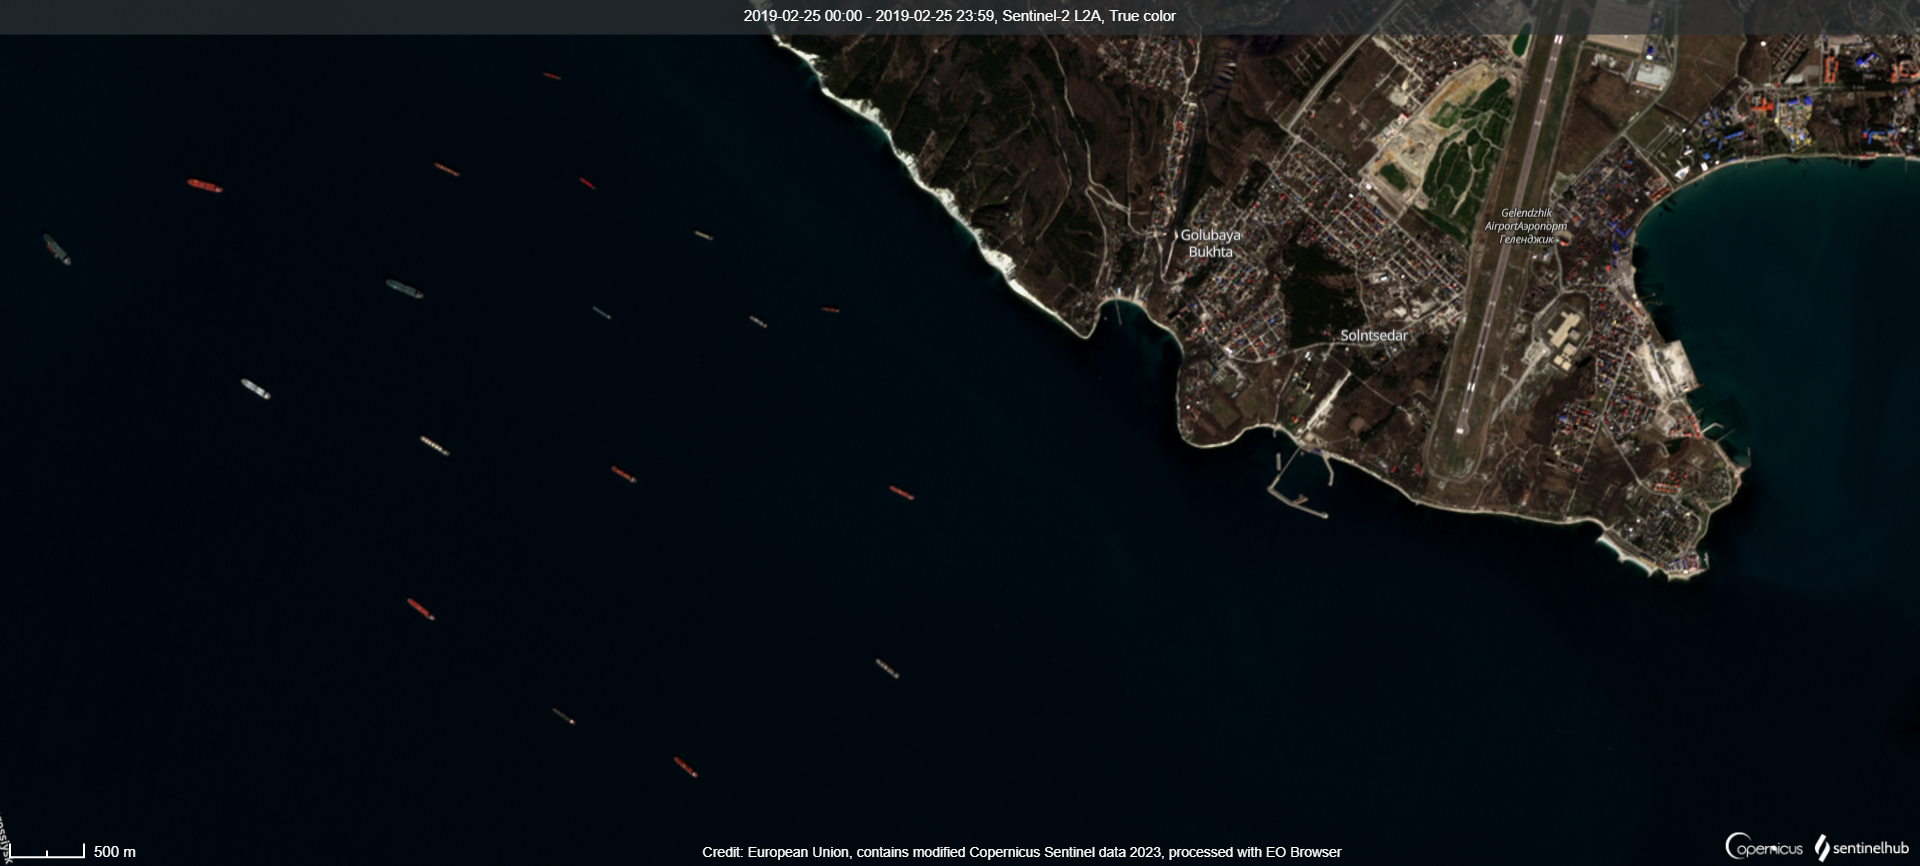 2019-02-25 00:00 - 2019-02-25 23:59, Sentinel-2 L2A, True color
Gelendzhik
AirportАэропорт
Геленджик
Golubaya
Bukhta
Solntsedar
500 m
Credit: European Union, contains modified Copernicus Sentinel data 2023, processed with EO Browser
Copernicus
sentinelhub